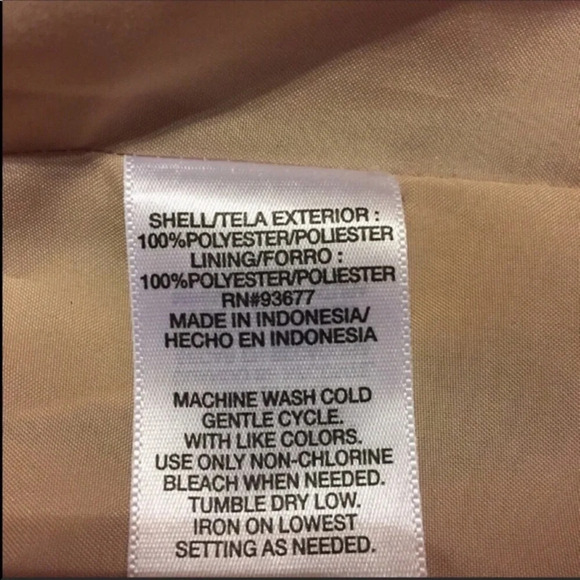 SHELL/TELA EXTERIOR :
100%POLYESTER/POLIESTER
LINING/FORRO :
100%POLYESTER/POLIESTER
RN#93677
MADE IN INDONESIA/
HECHO EN INDONESIA
MACHINE WASH COLD
GENTLE CYCLE.
WITH LIKE COLORS.
USE ONLY NON-CHLORINE
BLEACH WHEN NEEDED.
TUMBLE DRY LOW.
IRON ON LOWEST
SETTING AS NEEDED.